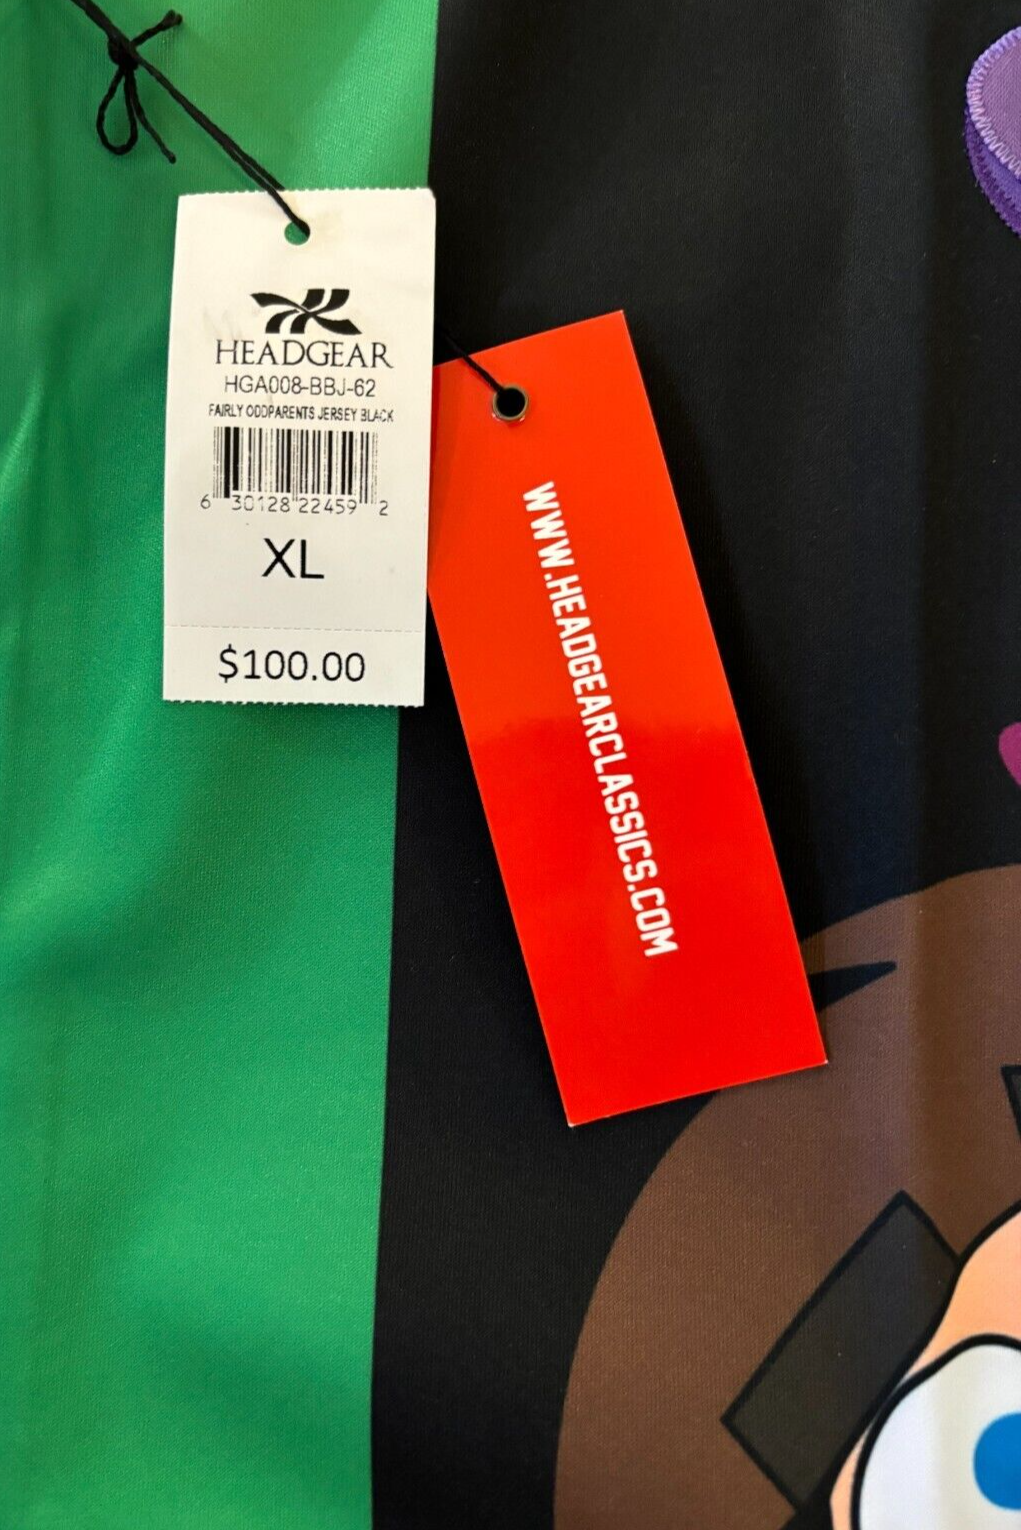 HEADGEAR
HGA008-BBJ-62
FAIRLY ODDPARENTS JERSEY BLACK
6 30128 22459 2
XL
$100.00
WWW.HEADGEARCLASSICS.COM